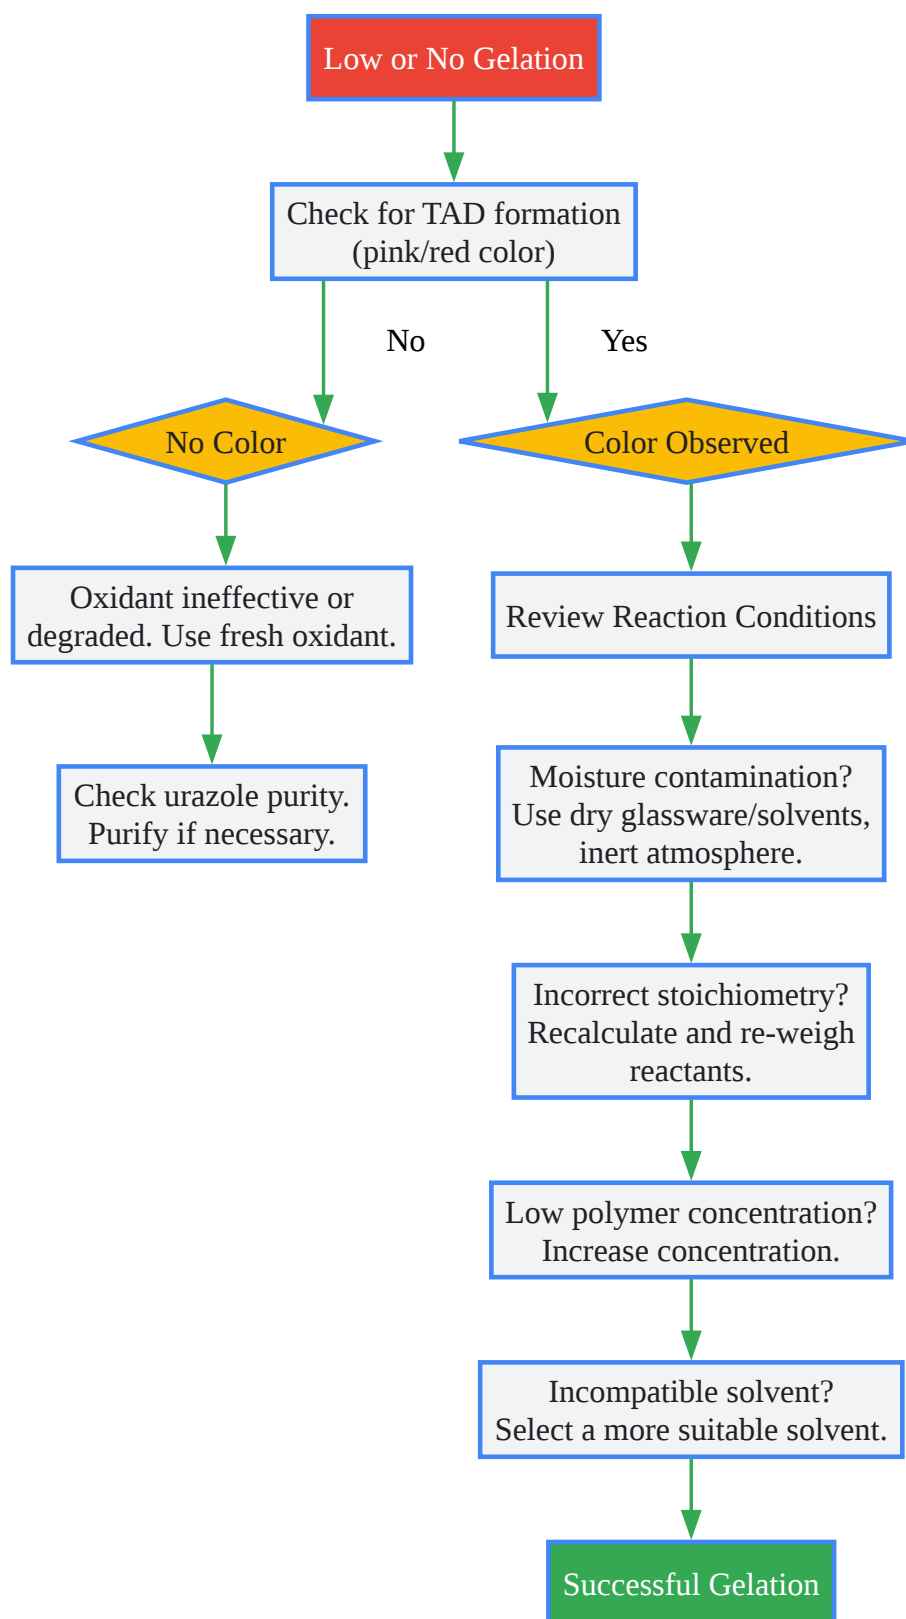 Low or No Gelation
Check for TAD formation
(pink/red color)
No
Yes
No Color
Color Observed
Oxidant ineffective or
degraded. Use fresh oxidant.
Review Reaction Conditions
Check urazole purity.
Purify if necessary.
Moisture contamination?
Use dry glassware/solvents,
inert atmosphere.
Incorrect stoichiometry?
Recalculate and re-weigh
reactants.
Low polymer concentration?
Increase concentration.
Incompatible solvent?
Select a more suitable solvent.
Successful Gelation